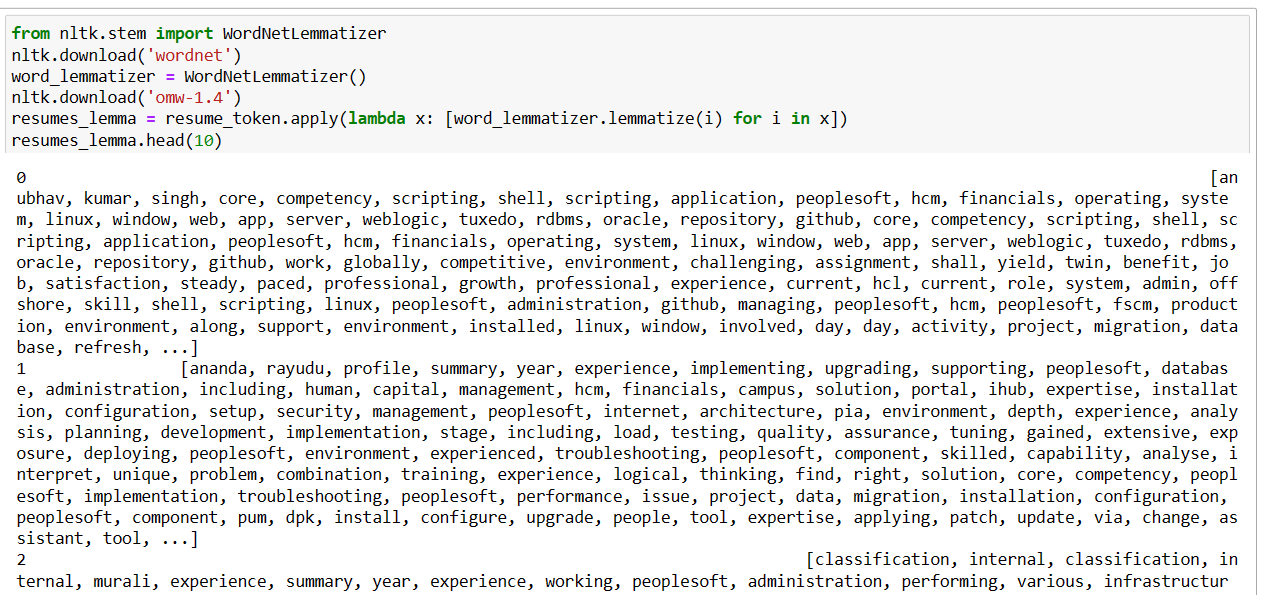 from nltk.stem import WordNetLemmatizer
nltk.download('wordnet')
word_lemmatizer = WordNetLemmatizer()
nltk.download('omw-1.4')
resumes_lemma = resume_token.apply(lambda x: [word_lemmatizer.lemmatize(i) for i in x])
resumes_lemma.head(10)
0 [an
ubhav, kumar, singh, core, competency, scripting, shell, scripting, application, peoplesoft, hcm, financials, operating, syste
m, linux, window, web, app, server, weblogic, tuxedo, rdbms, oracle, repository, github, core, competency, scripting, shell, sc
ripting, application, peoplesoft, hcm, financials, operating, system, linux, window, web, app, server, weblogic, tuxedo, rdbms,
oracle, repository, github, work, globally, competitive, environment, challenging, assignment, shall, yield, twin, benefit, jo
b, satisfaction, steady, paced, professional, growth, professional, experience, current, hcl, current, role, system, admin, off
shore, skill, shell, scripting, linux, peoplesoft, administration, github, managing, peoplesoft, hcm, peoplesoft, fscm, product
ion, environment, along, support, environment, installed, linux, window, involved, day, day, activity, project, migration, data
base, refresh, ...]
1 [ananda, rayudu, profile, summary, year, experience, implementing, upgrading, supporting, peoplesoft, databas
e, administration, including, human, capital, management, hcm, financials, campus, solution, portal, ihub, expertise, installat
ion, configuration, setup, security, management, peoplesoft, internet, architecture, pia, environment, depth, experience, analy
sis, planning, development, implementation, stage, including, load, testing, quality, assurance, tuning, gained, extensive, exp
osure, deploying, peoplesoft, environment, experienced, troubleshooting, peoplesoft, component, skilled, capability, analyse, i
nterpret, unique, problem, combination, training, experience, logical, thinking, find, right, solution, core, competency, peopl
esoft, implementation, troubleshooting, peoplesoft, performance, issue, project, data, migration, installation, configuration,
peoplesoft, component, pum, dpk, install, configure, upgrade, people, tool, expertise, applying, patch, update, via, change, as
sistant, tool, ...]
2 [classification, internal, classification, in
ternal, murali, experience, summary, year, experience, working, peoplesoft, administration, performing, various, infrastructur